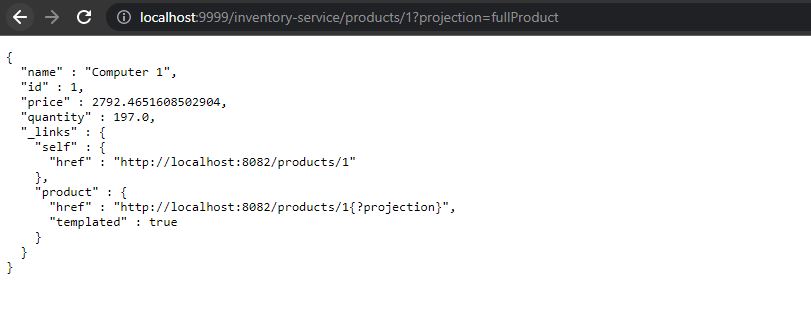 localhost:9999/inventory-service/products/1?projection=fullProduct
{
  "name" : "Computer 1",
  "id" : 1,
  "price" : 2792.4651608502904,
  "quantity" : 197.0,
  "_links" : {
    "self" : {
      "href" : "http://localhost:8082/products/1"
    },
    "product" : {
      "href" : "http://localhost:8082/products/1{?projection}",
      "templated" : true
    }
  }
}